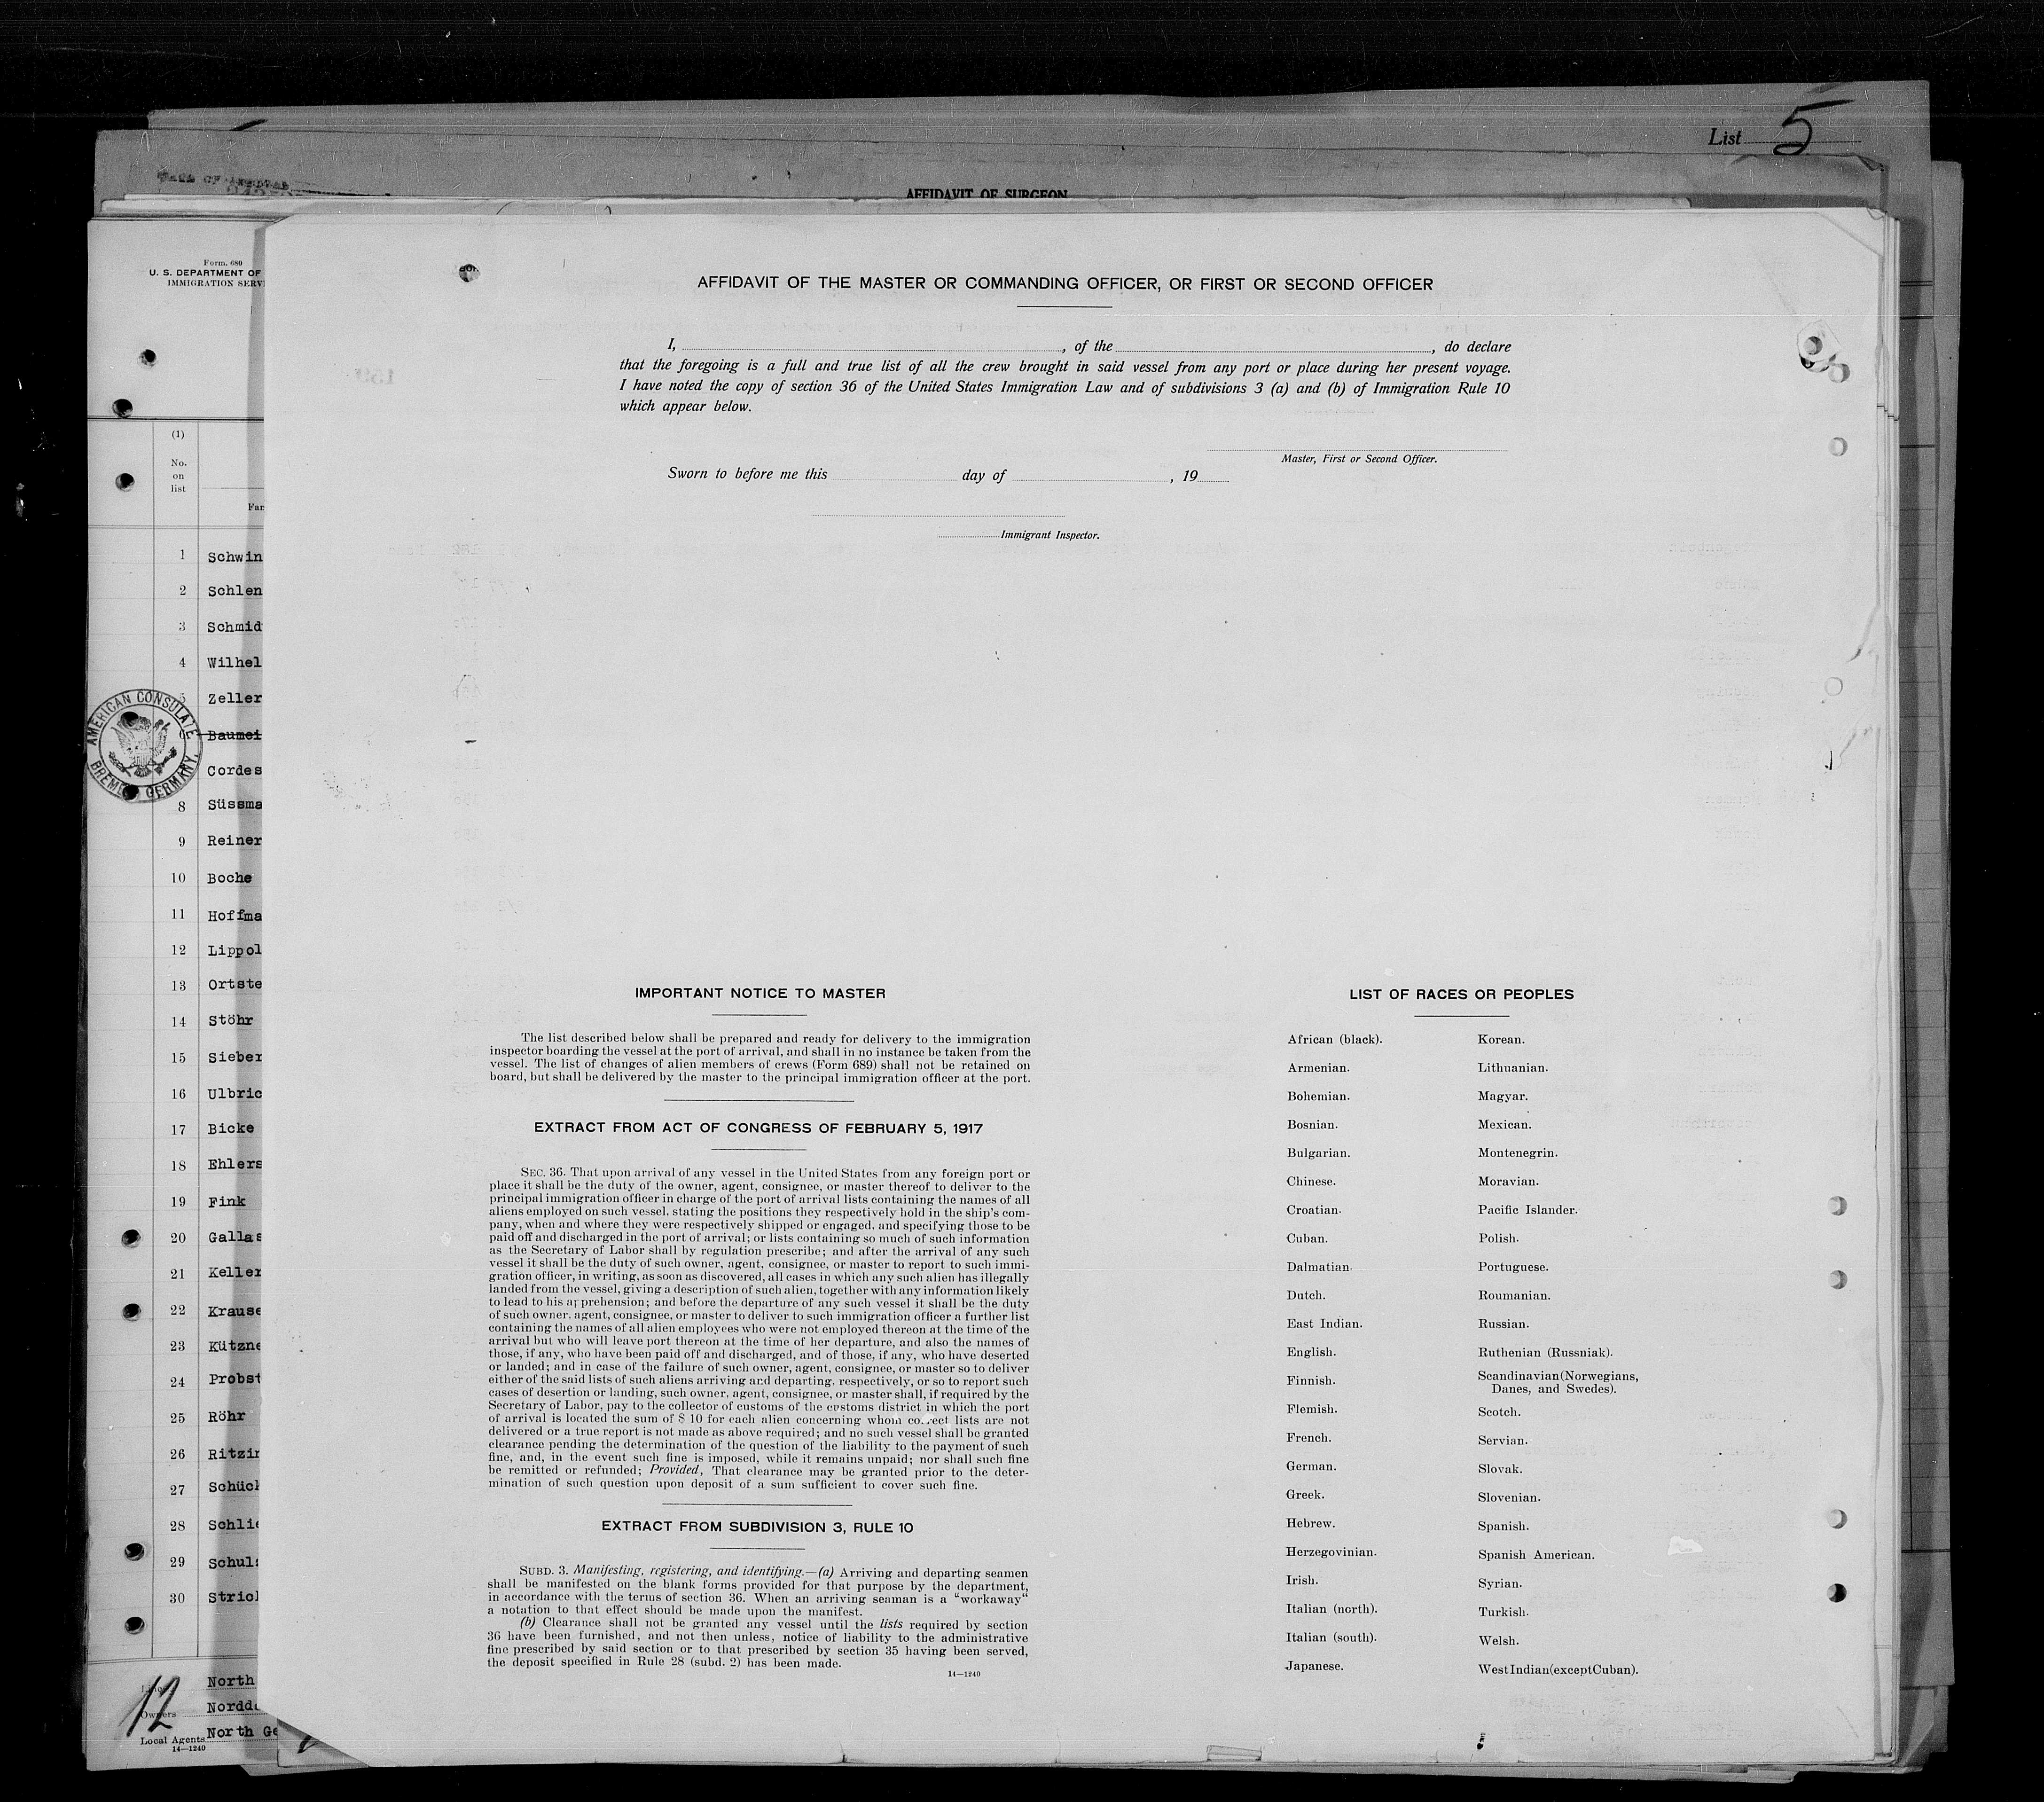 List 5
AFFIDAVIT OF SURGEON
Form. 689
U. S. DEPARTMENT OF
IMMIGRATION SERVI
(1)
No.
on
list
Fam
1 Schwin
2 Schlen
3 Schmid
4 Wilhel
5 Zeller
6 Baumei
Cordes
8 Süssma
9 Reiner
10 Boche
11 Hoffma
12 Lippol
13 Ortste
14 Stöhr
15 Sieber
16 Ulbric
17 Bicke
18 Ehlers
19 Fink
20 Gallas
21 Keller
22 Krause
23 Kützne
24 Probst
25 Röhr
26 Ritzin
27 Schück
28 Schlie
29 Schuls
30 Strick
AMERICAN CONSULATE,
BREMEN GERMANY,
12
North
Owners Nordde
Local Agents North Ge
14—1240
AFFIDAVIT OF THE MASTER OR COMMANDING OFFICER, OR FIRST OR SECOND OFFICER
I, , of the , do declare
that the foregoing is a full and true list of all the crew brought in said vessel from any port or place during her present voyage.
I have noted the copy of section 36 of the United States Immigration Law and of subdivisions 3 (a) and (b) of Immigration Rule 10
which appear below.
Master, First or Second Officer.
Sworn to before me this day of , 19
Immigrant Inspector.
IMPORTANT NOTICE TO MASTER
The list described below shall be prepared and ready for delivery to the immigration
inspector boarding the vessel at the port of arrival, and shall in no instance be taken from the
vessel. The list of changes of alien members of crews (Form 689) shall not be retained on
board, but shall be delivered by the master to the principal immigration officer at the port.
EXTRACT FROM ACT OF CONGRESS OF FEBRUARY 5, 1917
SEC. 36. That upon arrival of any vessel in the United States from any foreign port or
place it shall be the duty of the owner, agent, consignee, or master thereof to deliver to the
principal immigration officer in charge of the port of arrival lists containing the names of all
aliens employed on such vessel, stating the positions they respectively hold in the ship's com-
pany, when and where they were respectively shipped or engaged, and specifying those to be
paid off and discharged in the port of arrival; or lists containing so much of such information
as the Secretary of Labor shall by regulation prescribe; and after the arrival of any such
vessel it shall be the duty of such owner, agent, consignee, or master to report to such immi-
gration officer, in writing, as soon as discovered, all cases in which any such alien has illegally
landed from the vessel, giving a description of such alien, together with any information likely
to lead to his apprehension; and before the departure of any such vessel it shall be the duty
of such owner, agent, consignee, or master to deliver to such immigration officer a further list
containing the names of all alien employees who were not employed thereon at the time of the
arrival but who will leave port thereon at the time of her departure, and also the names of
those, if any, who have been paid off and discharged, and of those, if any, who have deserted
or landed; and in case of the failure of such owner, agent, consignee, or master so to deliver
either of the said lists of such aliens arriving and departing, respectively, or so to report such
cases of desertion or landing, such owner, agent, consignee, or master shall, if required by the
Secretary of Labor, pay to the collector of customs of the customs district in which the port
of arrival is located the sum of $ 10 for each alien concerning whom correct lists are not
delivered or a true report is not made as above required; and no such vessel shall be granted
clearance pending the determination of the question of the liability to the payment of such
fine, and, in the event such fine is imposed, while it remains unpaid; nor shall such fine
be remitted or refunded; Provided, That clearance may be granted prior to the deter-
mination of such question upon deposit of a sum sufficient to cover such fine.
EXTRACT FROM SUBDIVISION 3, RULE 10
SUBD. 3. Manifesting, registering, and identifying.—(a) Arriving and departing seamen
shall be manifested on the blank forms provided for that purpose by the department,
in accordance with the terms of section 36. When an arriving seaman is a "workaway"
a notation to that effect should be made upon the manifest.
(b) Clearance shall not be granted any vessel until the lists required by section
36 have been furnished, and not then unless, notice of liability to the administrative
fine prescribed by said section or to that prescribed by section 35 having been served,
the deposit specified in Rule 28 (subd. 2) has been made.
14—1240
LIST OF RACES OR PEOPLES
African (black). Korean.
Armenian. Lithuanian.
Bohemian. Magyar.
Bosnian. Mexican.
Bulgarian. Montenegrin.
Chinese. Moravian.
Croatian. Pacific Islander.
Cuban. Polish.
Dalmatian. Portuguese.
Dutch. Roumanian.
East Indian. Russian.
English. Ruthenian (Russniak).
Finnish. Scandinavian(Norwegians,
Danes, and Swedes).
Flemish. Scotch.
French. Servian.
German. Slovak.
Greek. Slovenian.
Hebrew. Spanish.
Herzegovinian. Spanish American.
Irish. Syrian.
Italian (north). Turkish.
Italian (south). Welsh.
Japanese. West Indian(except Cuban).